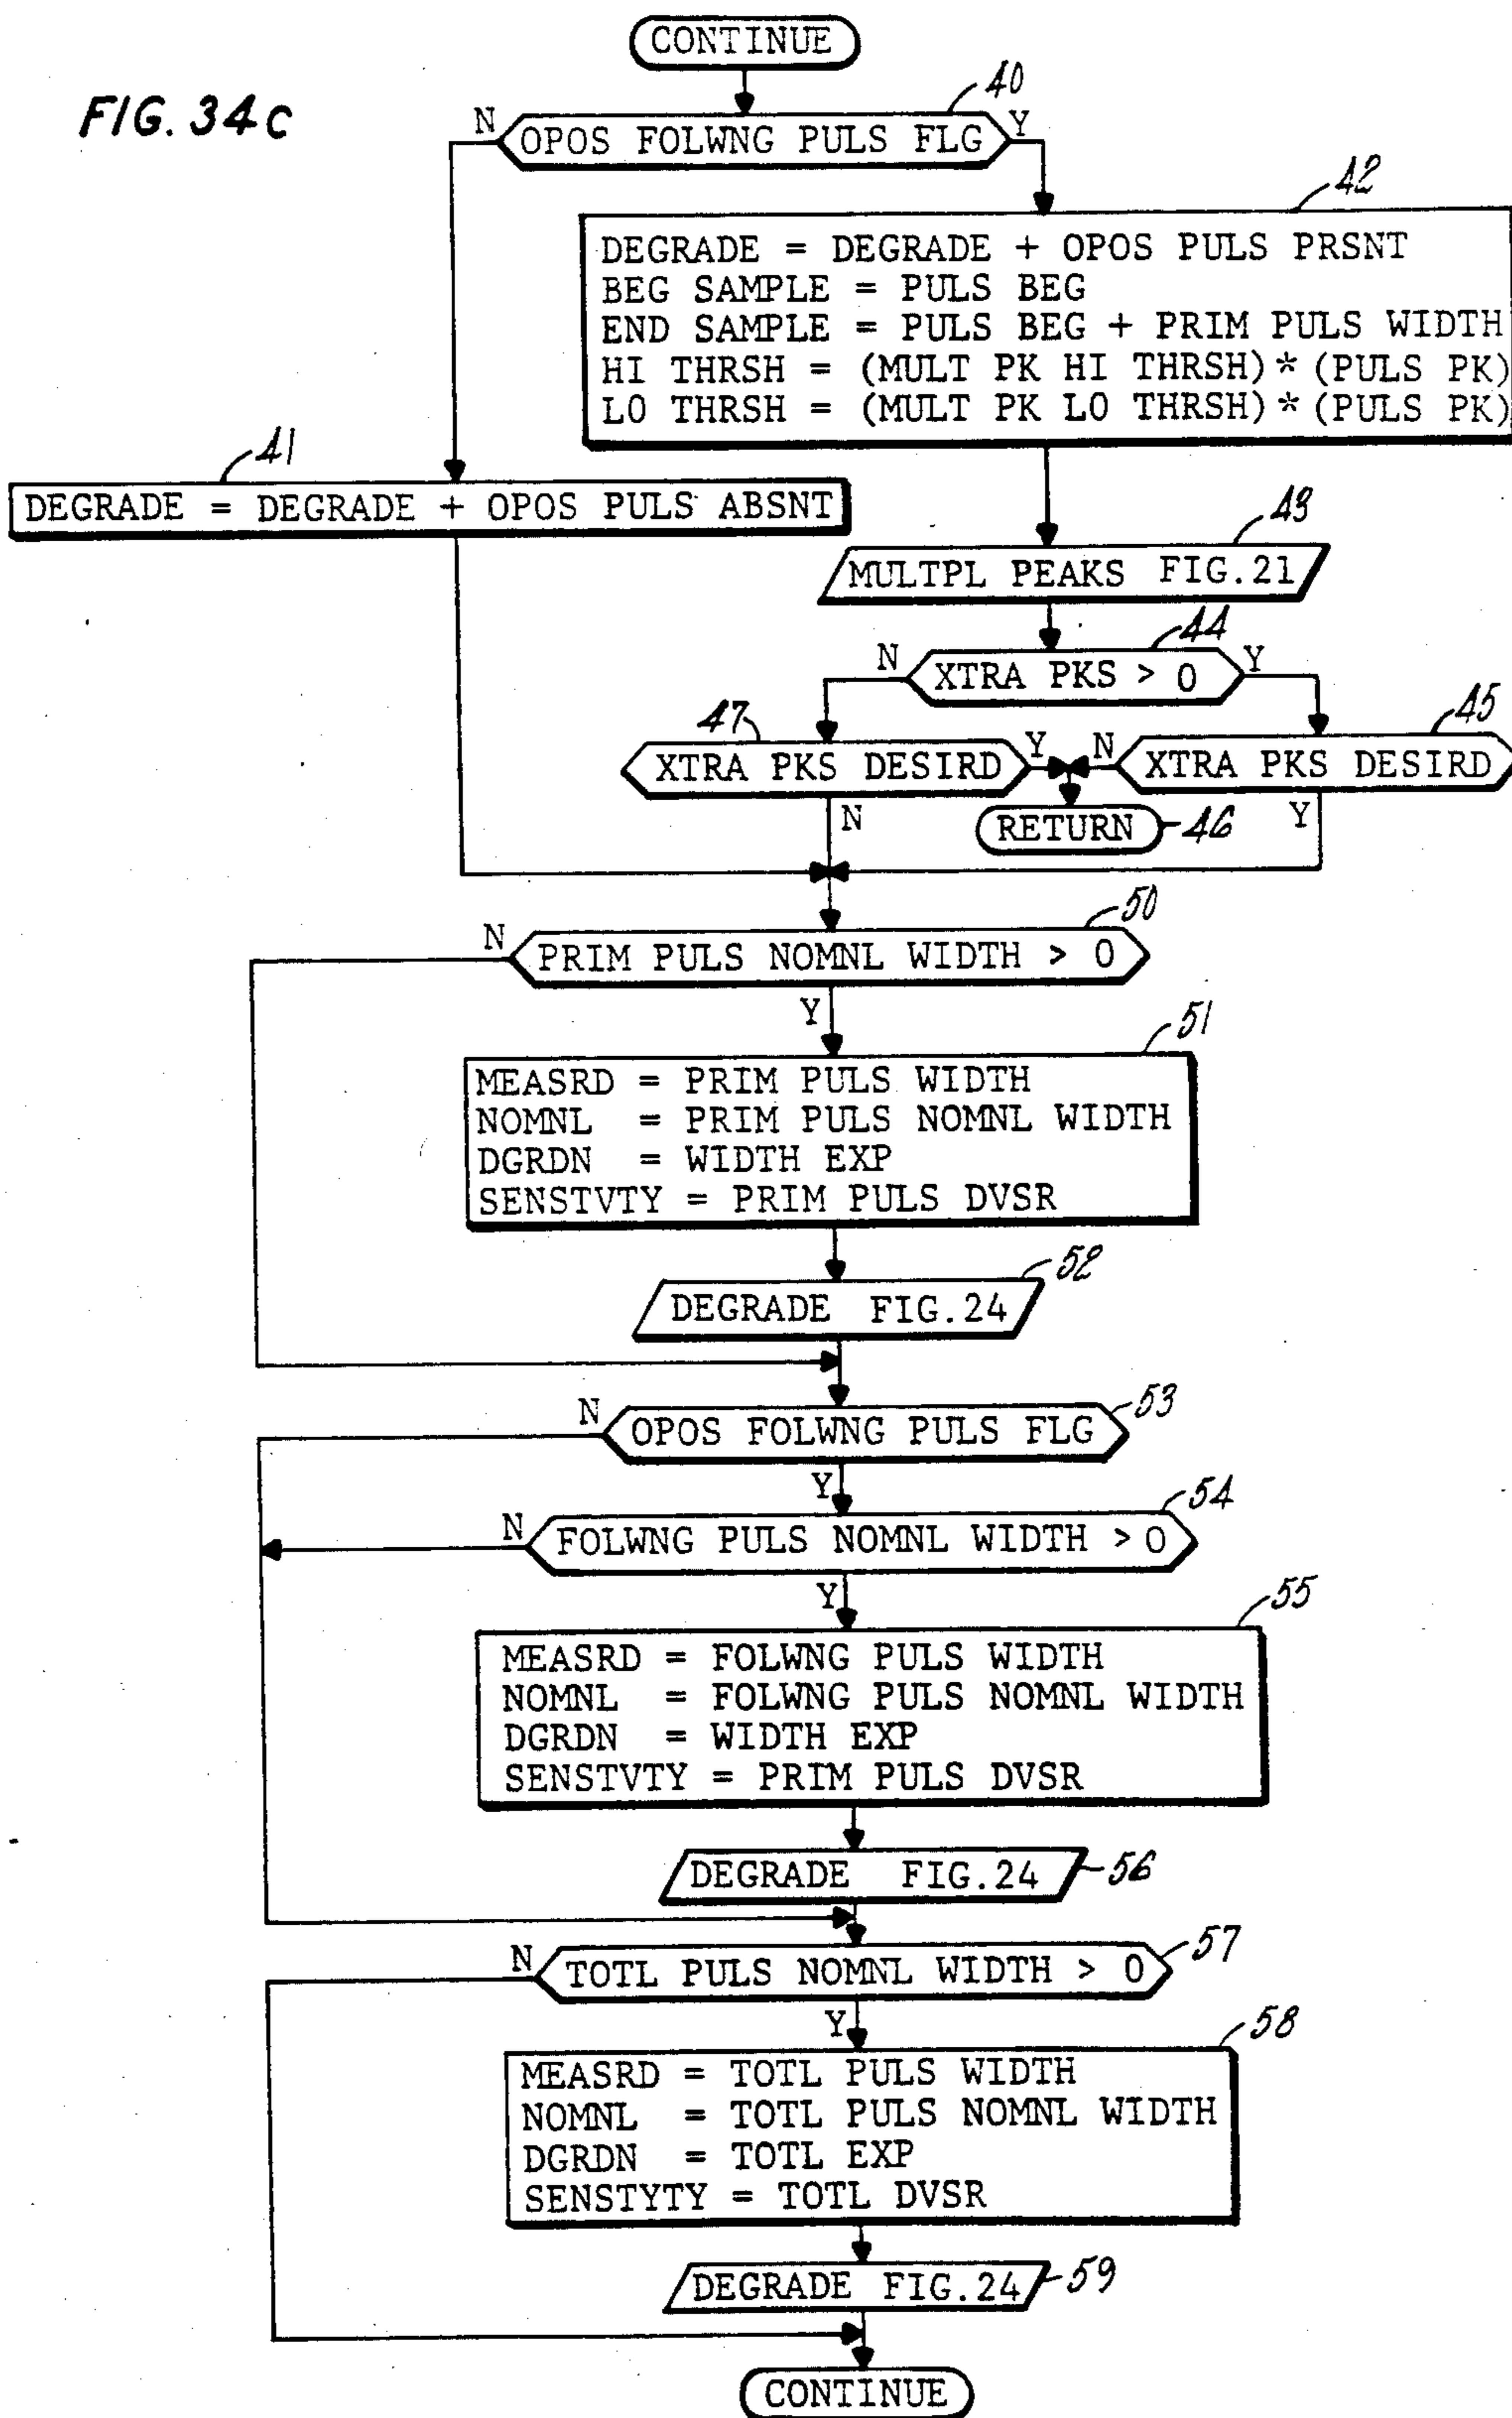 CONTINUE
FIG. 34c
40
N
OPOS FOLWNG PULS FLG
Y
42
DEGRADE = DEGRADE + OPOS PULS PRSNT
BEG SAMPLE = PULS BEG
END SAMPLE = PULS BEG + PRIM PULS WIDTH
HI THRSH = (MULT PK HI THRSH) * (PULS PK)
LO THRSH = (MULT PK LO THRSH) * (PULS PK)
41
DEGRADE = DEGRADE + OPOS PULS ABSNT
43
MULTPL PEAKS FIG.21
44
N
XTRA PKS > 0
Y
47
45
XTRA PKS DESIRD
Y
N
XTRA PKS DESIRD
N
RETURN
46
Y
50
N
PRIM PULS NOMNL WIDTH > 0
Y
51
MEASRD = PRIM PULS WIDTH
NOMNL = PRIM PULS NOMNL WIDTH
DGRDN = WIDTH EXP
SENSTVTY = PRIM PULS DVSR
52
DEGRADE FIG.24
53
N
OPOS FOLWNG PULS FLG
Y
54
N
FOLWNG PULS NOMNL WIDTH > 0
Y
55
MEASRD = FOLWNG PULS WIDTH
NOMNL = FOLWNG PULS NOMNL WIDTH
DGRDN = WIDTH EXP
SENSTVTY = PRIM PULS DVSR
DEGRADE FIG.24
56
57
N
TOTL PULS NOMNL WIDTH > 0
Y
58
MEASRD = TOTL PULS WIDTH
NOMNL = TOTL PULS NOMNL WIDTH
DGRDN = TOTL EXP
SENSTYTY = TOTL DVSR
DEGRADE FIG.24
59
CONTINUE